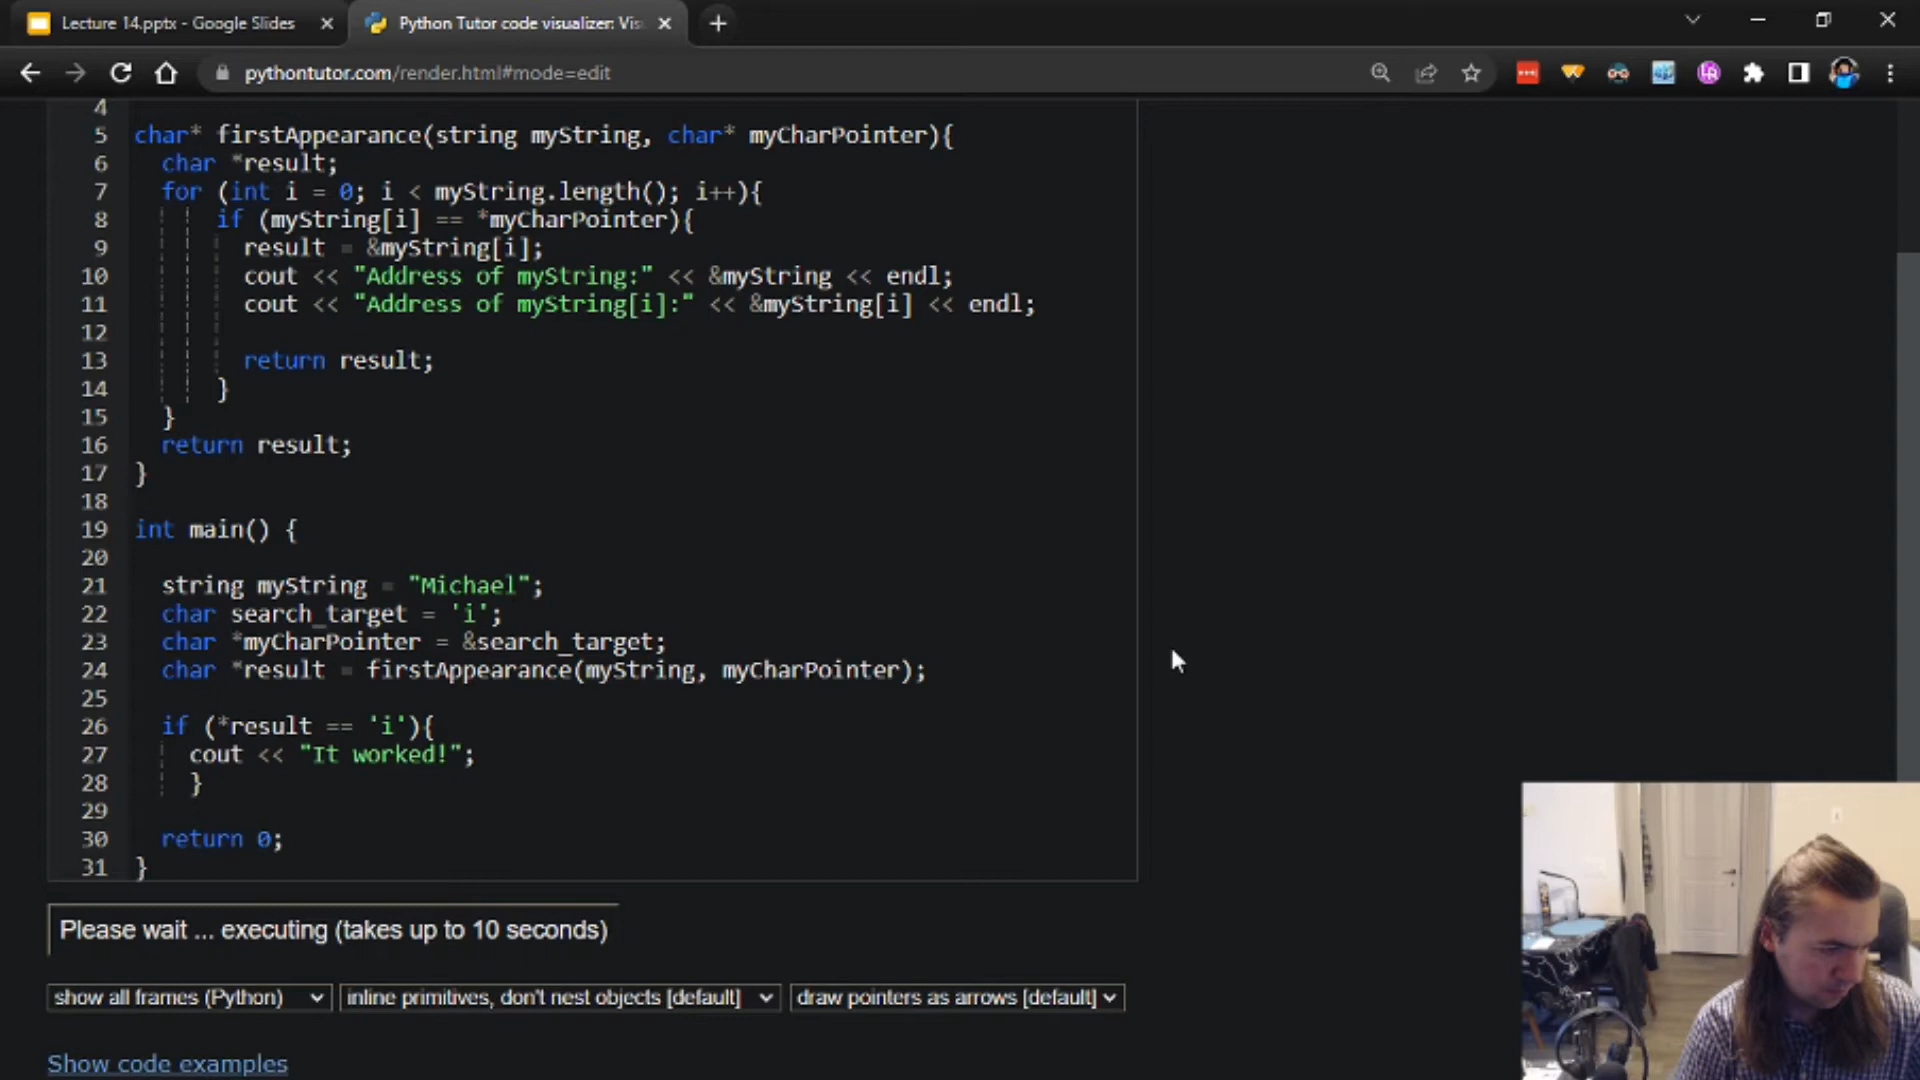 Lecture 14.pptx - Google Slides
Python Tutor code visualizer: Vis
pythontutor.com/render.html#mode=edit
4
5 char* firstAppearance(string myString, char* myCharPointer){
6 char *result;
7 for (int i = 0; i < myString.length(); i++){
8 if (myString[i] == *myCharPointer){
9 result = &myString[i];
10 cout << "Address of myString:" << &myString << endl;
11 cout << "Address of myString[i]:" << &myString[i] << endl;
12
13 return result;
14 }
15 }
16 return result;
17 }
18
19 int main() {
20
21 string myString = "Michael";
22 char search_target = 'i';
23 char *myCharPointer = &search_target;
24 char *result = firstAppearance(myString, myCharPointer);
25
26 if (*result == 'i'){
27 cout << "It worked!";
28 }
29
30 return 0;
31 }
Please wait ... executing (takes up to 10 seconds)
show all frames (Python)
inline primitives, don't nest objects [default]
draw pointers as arrows [default]
Show code examples